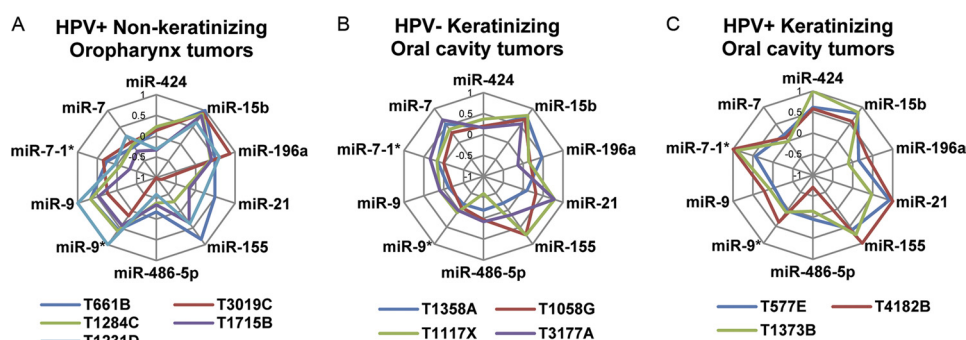 A HPV+ Non-keratinizing
Oropharynx tumors
miR-424
miR-15b
miR-196a
miR-21
miR-155
miR-486-5p
miR-9*
miR-9
miR-7-1*
miR-7
1
0.5
0
-0.5
-1
T661B T3019C
T1284C T1715B
B HPV- Keratinizing
Oral cavity tumors
miR-424
miR-15b
miR-196a
miR-21
miR-155
miR-486-5p
miR-9*
miR-9
miR-7-1*
miR-7
1
0.5
0
-0.5
-1
T1358A T1058G
T1117X T3177A
C HPV+ Keratinizing
Oral cavity tumors
miR-424
miR-15b
miR-196a
miR-21
miR-155
miR-486-5p
miR-9*
miR-9
miR-7-1*
miR-7
1
0.5
0
-0.5
-1
T577E T4182B
T1373B